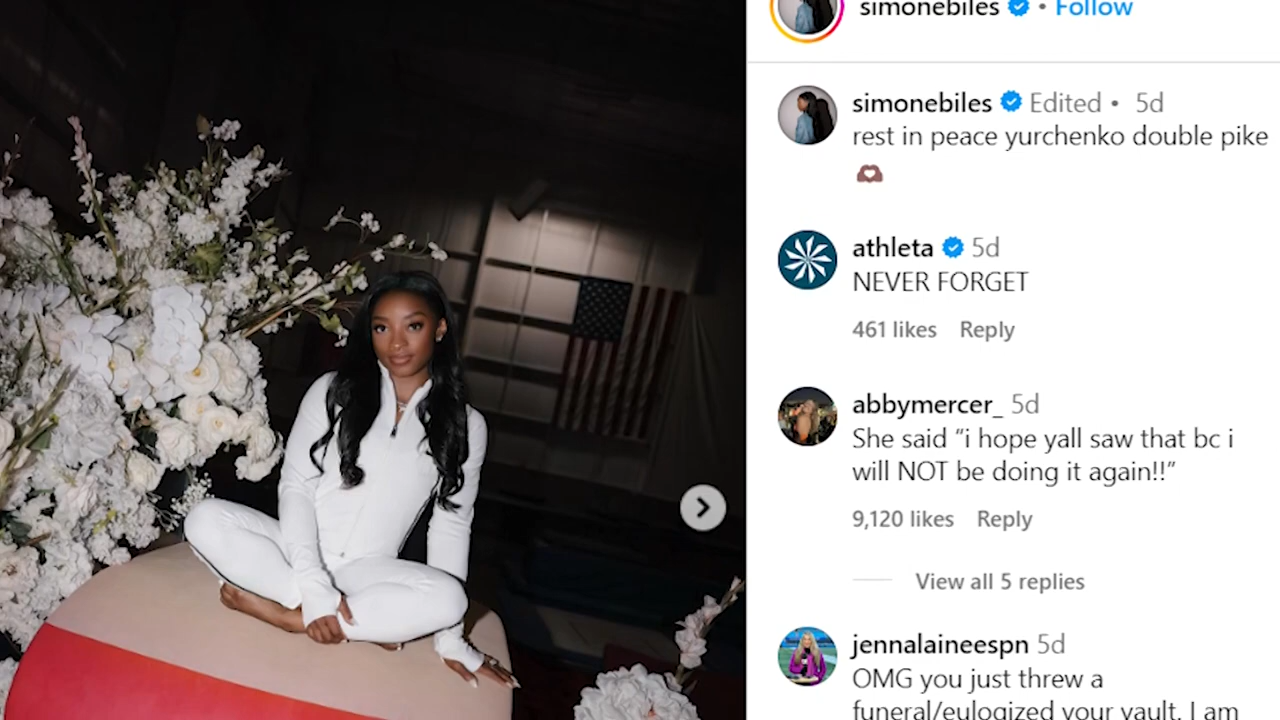 simonebiles • Follow
simonebiles Edited • 5d
rest in peace yurchenko double pike
athleta 5d
NEVER FORGET
461 likes Reply
abbymercer_ 5d
She said “i hope yall saw that bc i
will NOT be doing it again!!”
9,120 likes Reply
View all 5 replies
jennalaineespn 5d
OMG you just threw a
funeral/eulogized your vault. I am